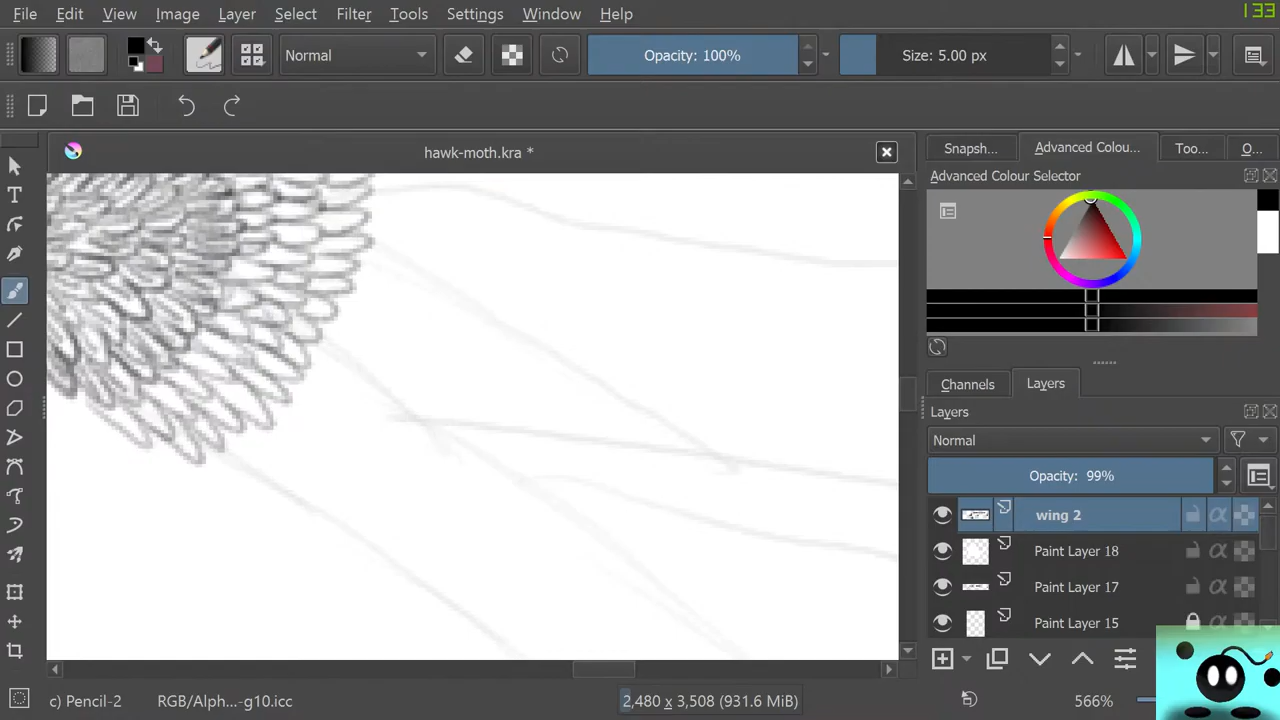 File Edit View Image Layer Select Filter Tools Settings Window Help
133
Normal Opacity: 100% Size: 5.00 px
hawk-moth.kra *
Snapsh... Advanced Colou... Too... O...
Advanced Colour Selector
Channels Layers
Layers
Normal
Opacity: 99%
wing 2
Paint Layer 18
Paint Layer 17
Paint Layer 15
c) Pencil-2 RGB/Alph...-g10.icc 2,480 x 3,508 (931.6 MiB) 566%